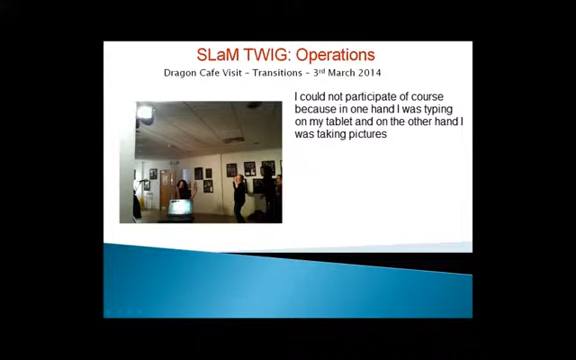 SLaM TWIG: Operations
Dragon Cafe Visit – Transitions – 3rd March 2014
I could not participate of course
because in one hand I was typing
on my tablet and on the other hand I
was taking pictures